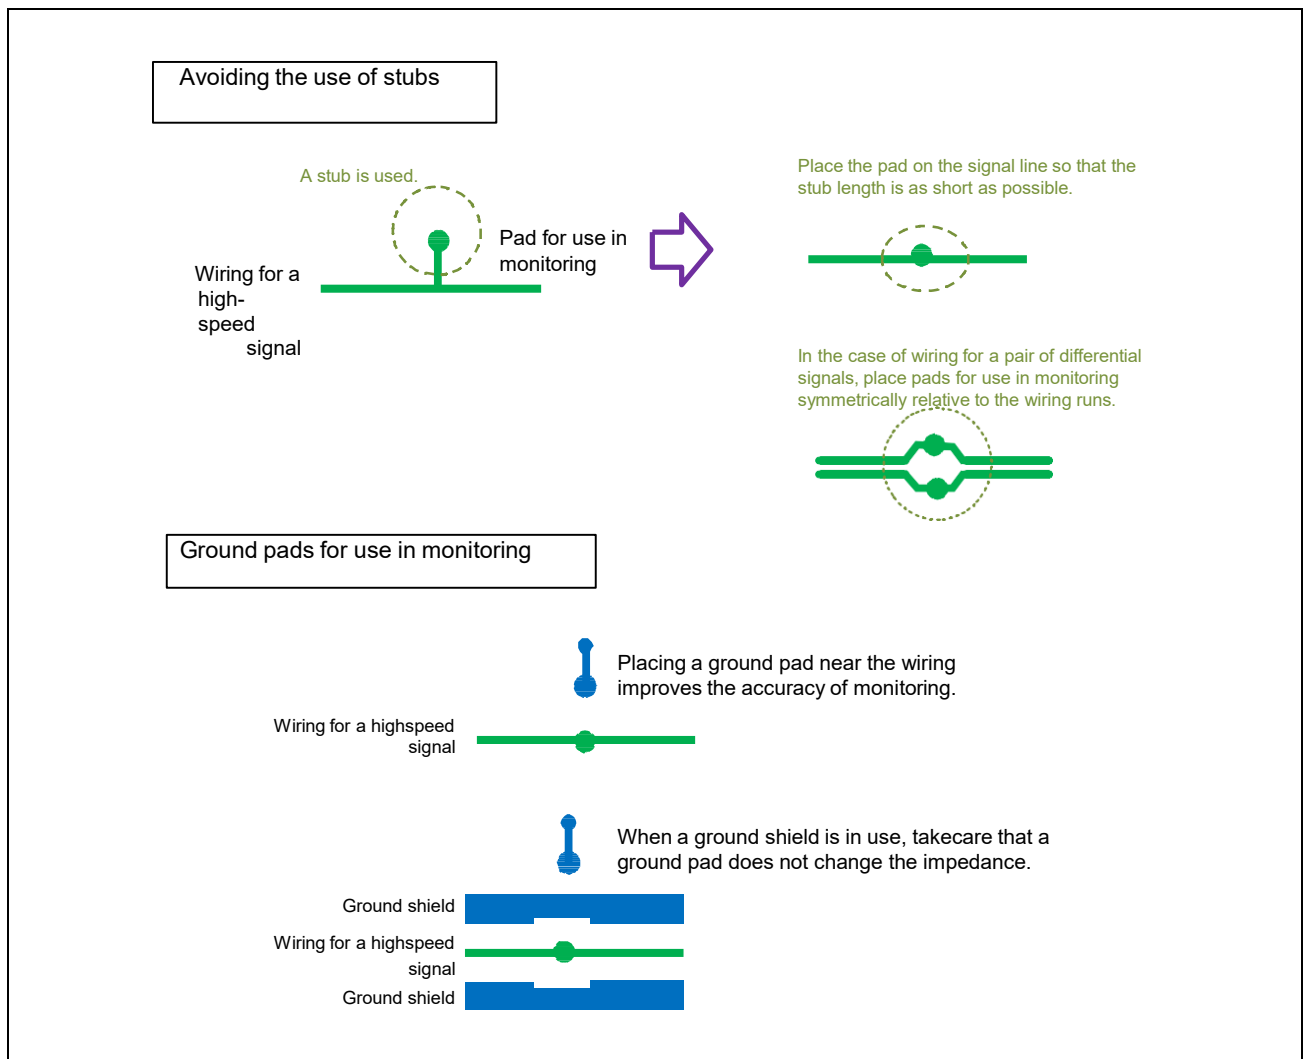 Avoiding the use of stubs
A stub is used.
Pad for use in
monitoring
Wiring for a
high-
speed
signal
Place the pad on the signal line so that the
stub length is as short as possible.
In the case of wiring for a pair of differential
signals, place pads for use in monitoring
symmetrically relative to the wiring runs.
Ground pads for use in monitoring
Placing a ground pad near the wiring
improves the accuracy of monitoring.
Wiring for a highspeed
signal
When a ground shield is in use, takecare that a
ground pad does not change the impedance.
Ground shield
Wiring for a highspeed
signal
Ground shield